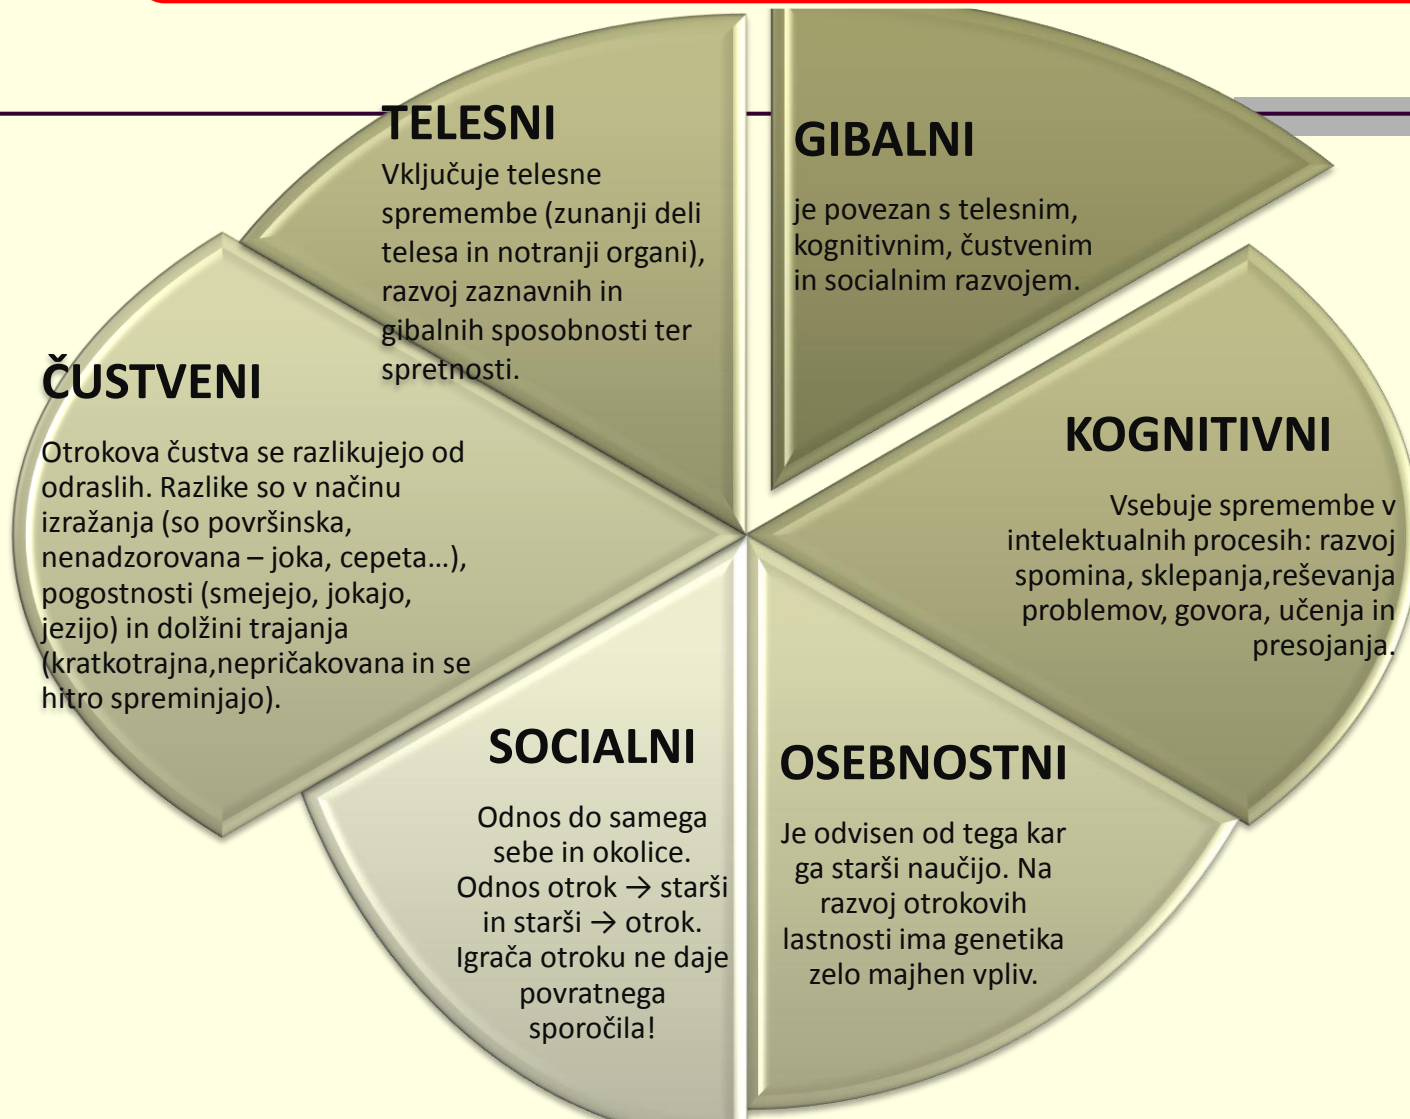 TELESNI
Vključuje telesne
spremembe (zunanji deli
telesa in notranji organi),
razvoj zaznavnih in
gibalnih sposobnosti ter
spretnosti.
GIBALNI
je povezan s telesnim,
kognitivnim, čustvenim
in socialnim razvojem.
KOGNITIVNI
Vsebuje spremembe v
intelektualnih procesih: razvoj
spomina, sklepanja,reševanja
problemov, govora, učenja in
presojanja.
OSEBNOSTNI
Je odvisen od tega kar
ga starši naučijo. Na
razvoj otrokovih
lastnosti ima genetika
zelo majhen vpliv.
SOCIALNI
Odnos do samega
sebe in okolice.
Odnos otrok → starši
in starši → otrok.
Igrača otroku ne daje
povratnega
sporočila!
ČUSTVENI
Otrokova čustva se razlikujejo od
odraslih. Razlike so v načinu
izražanja (so površinska,
nenadzorovana – joka, cepeta…),
pogostnosti (smejejo, jokajo,
jezijo) in dolžini trajanja
(kratkotrajna,nepričakovana in se
hitro spreminjajo).